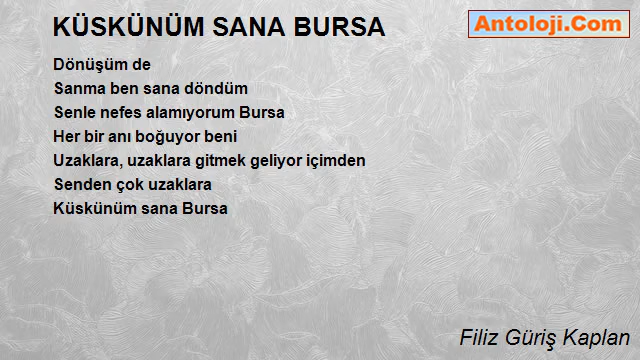 KÜSKÜNÜM SANA BURSA
Antoloji.Com
Dönüşüm de
Sanma ben sana döndüm
Senle nefes alamıyorum Bursa
Her bir anı boğuyor beni
Uzaklara, uzaklara gitmek geliyor içimden
Senden çok uzaklara
Küskünüm sana Bursa
Filiz Güriş Kaplan